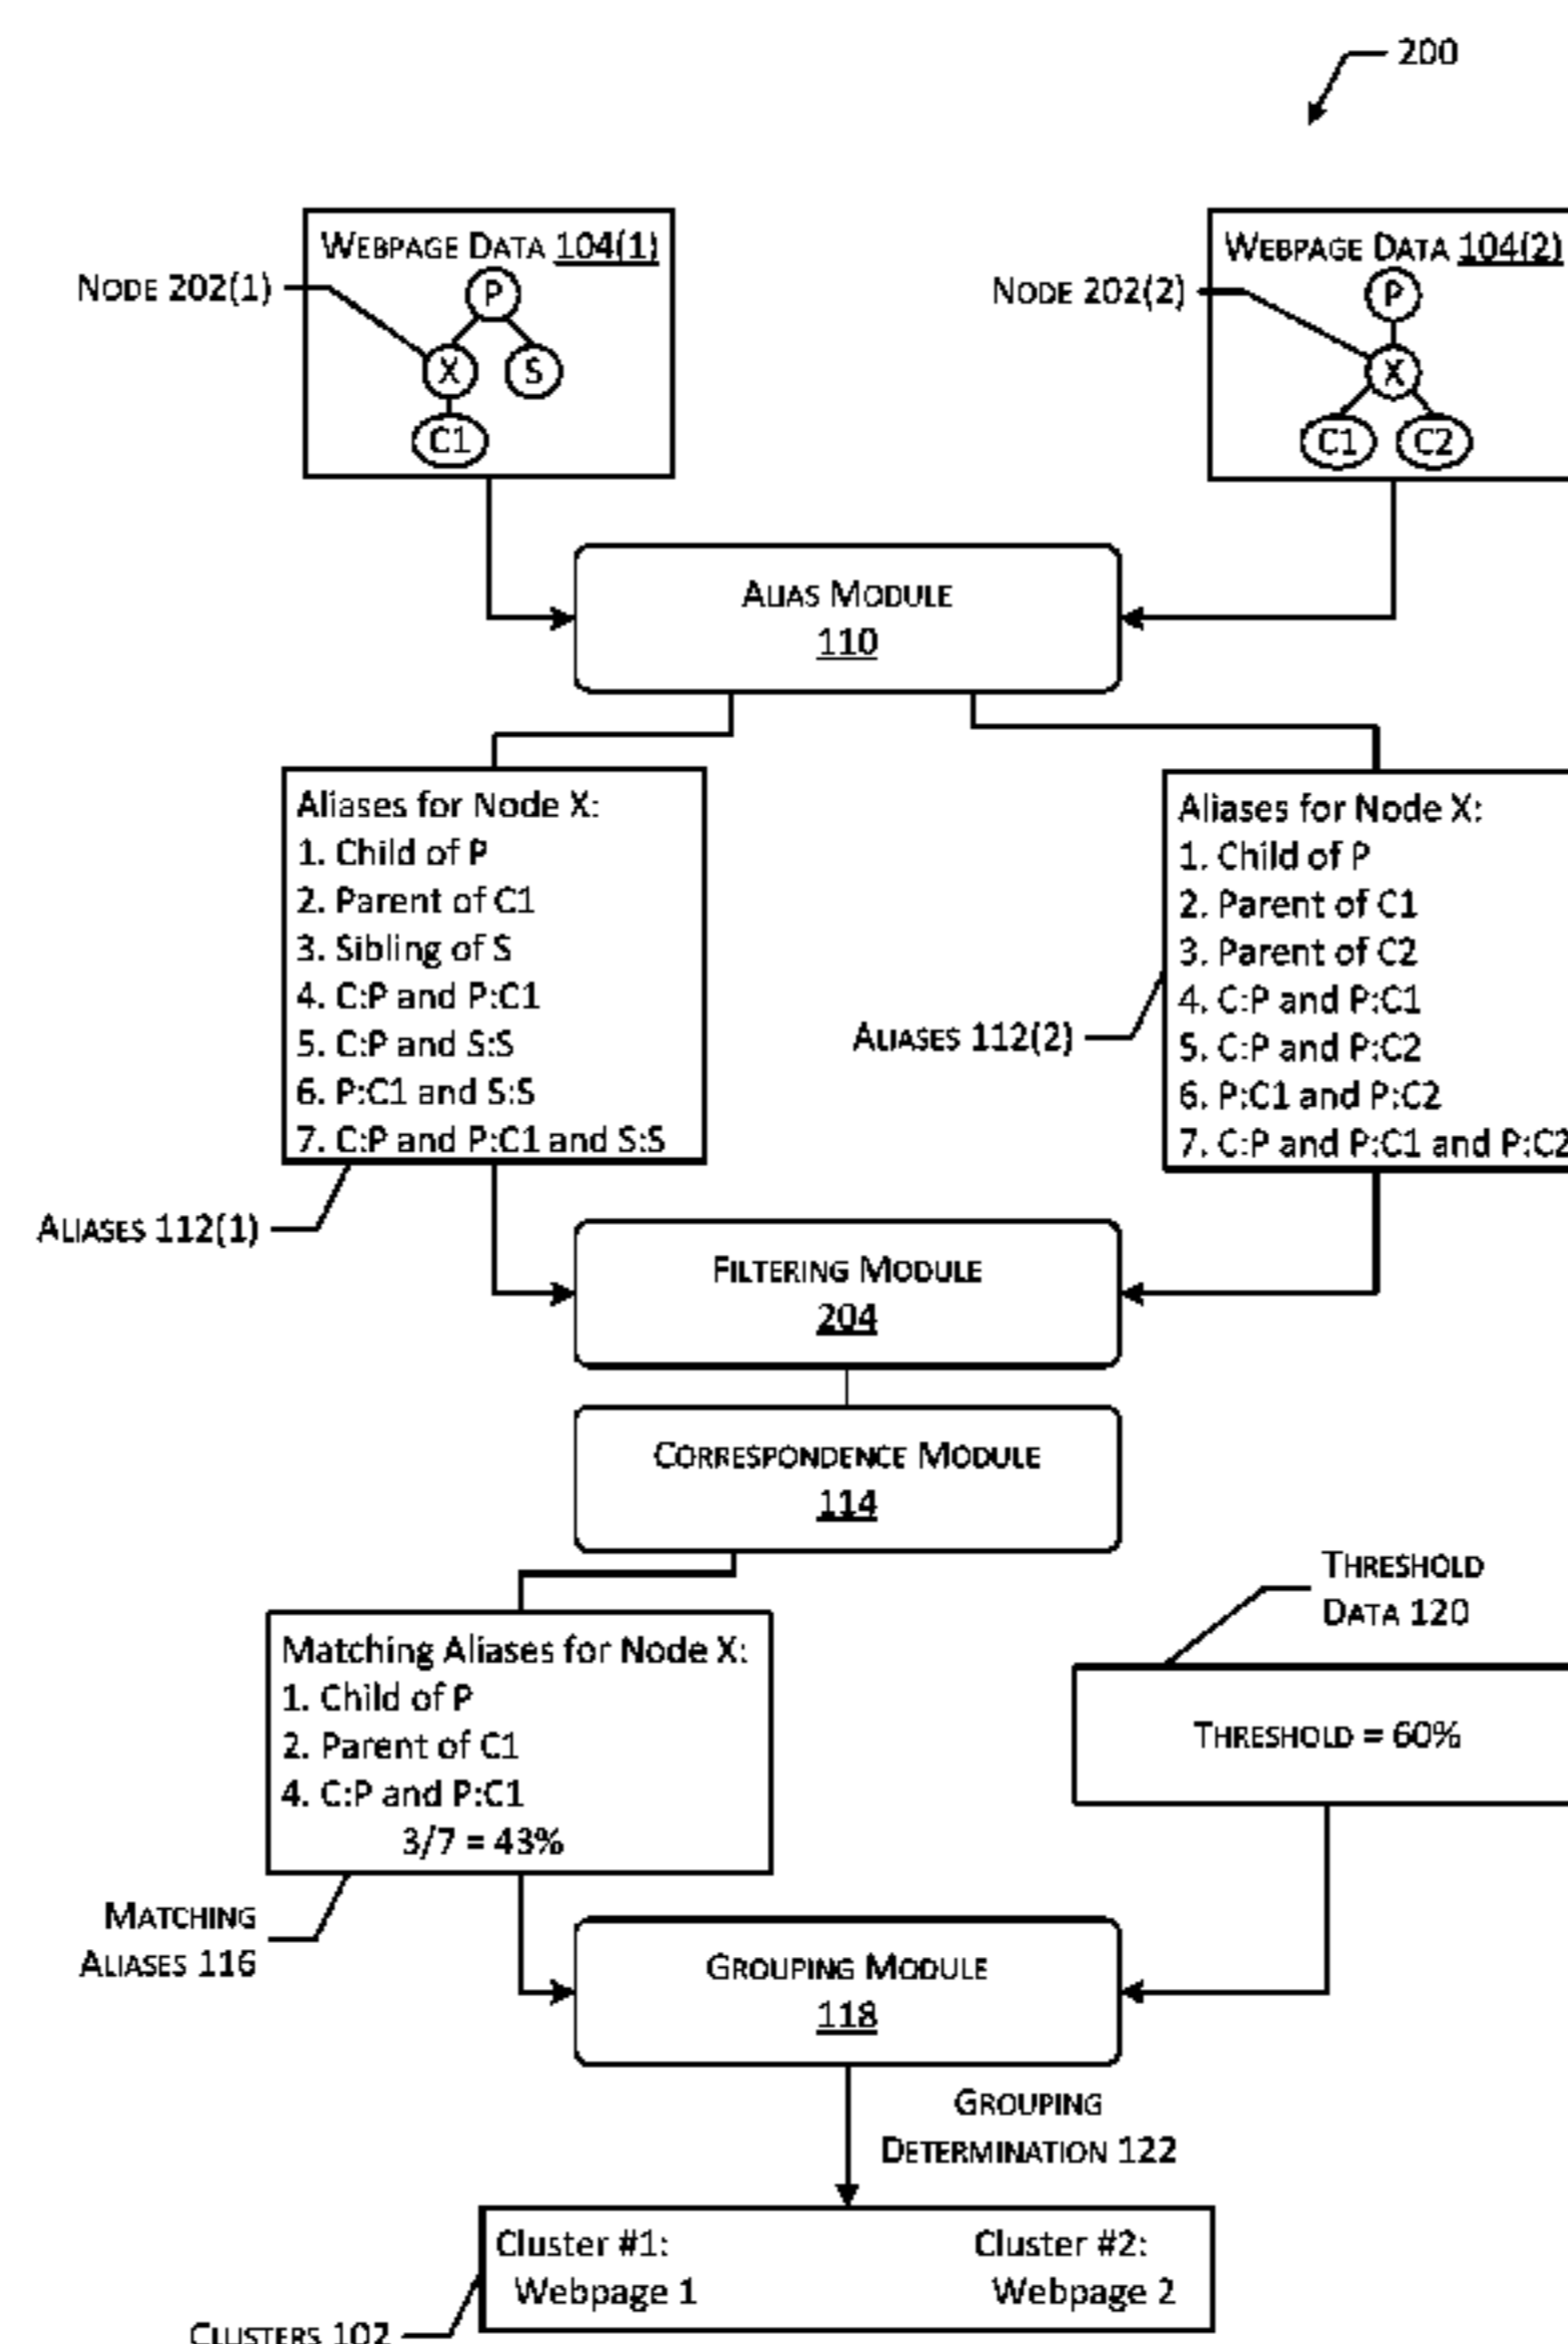 200
WEBPAGE DATA 104(1)
NODE 202(1)
P
X
S
C1
WEBPAGE DATA 104(2)
NODE 202(2)
P
X
C1
C2
ALIAS MODULE
110
Aliases for Node X:
1. Child of P
2. Parent of C1
3. Sibling of S
4. C:P and P:C1
5. C:P and S:S
6. P:C1 and S:S
7. C:P and P:C1 and S:S
ALIASES 112(1)
Aliases for Node X:
1. Child of P
2. Parent of C1
3. Parent of C2
4. C:P and P:C1
5. C:P and P:C2
6. P:C1 and P:C2
7. C:P and P:C1 and P:C2
ALIASES 112(2)
FILTERING MODULE
204
CORRESPONDENCE MODULE
114
Matching Aliases for Node X:
1. Child of P
2. Parent of C1
4. C:P and P:C1
3/7 = 43%
MATCHING
ALIASES 116
THRESHOLD
DATA 120
THRESHOLD = 60%
GROUPING MODULE
118
GROUPING
DETERMINATION 122
Cluster #1:
Webpage 1
Cluster #2:
Webpage 2
CLUSTERS 102